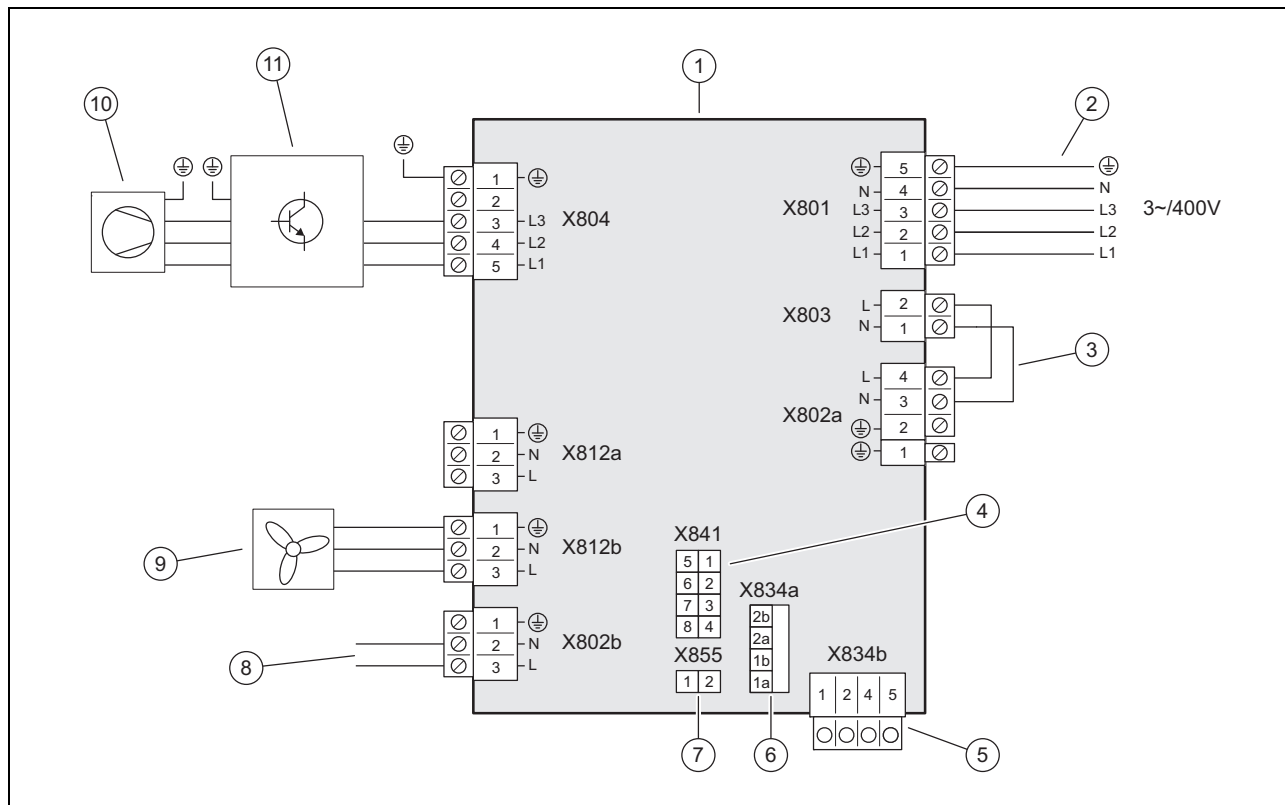 11
10
1
2
5
N 4
L3 3
L2 2
L1 1
X801
N
L3
L2
L1
3~/400V
1
2
3 L3
4 L2
5 L1
X804
X803
L 2
N 1
3
X802a
L 4
N 3
2
1
1
2 N
3 L
X812a
9
1
2 N
3 L
X812b
8
1
2 N
3 L
X802b
X841
5 1
6 2
7 3
8 4
4
X855
1 2
7
X834a
2b
2a
1b
1a
6
X834b
1 2 4 5
5